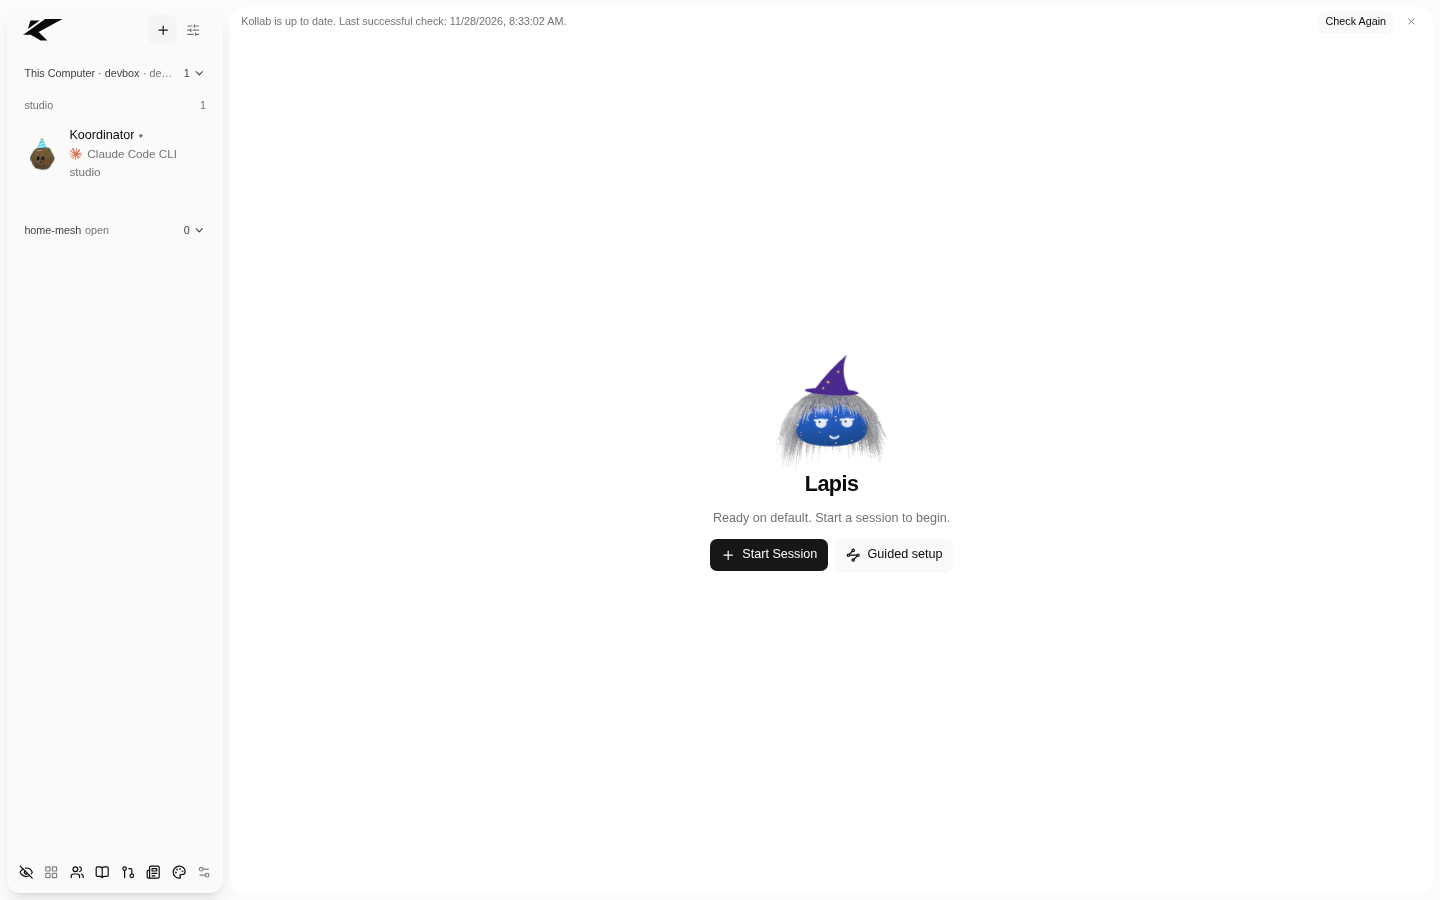 Kollab is up to date. Last successful check: 11/28/2026, 8:33:02 AM.
Check Again
This Computer · devbox · de… 1
studio 1
Koordinator
Claude Code CLI
studio
home-mesh open 0
Lapis
Ready on default. Start a session to begin.
Start Session
Guided setup